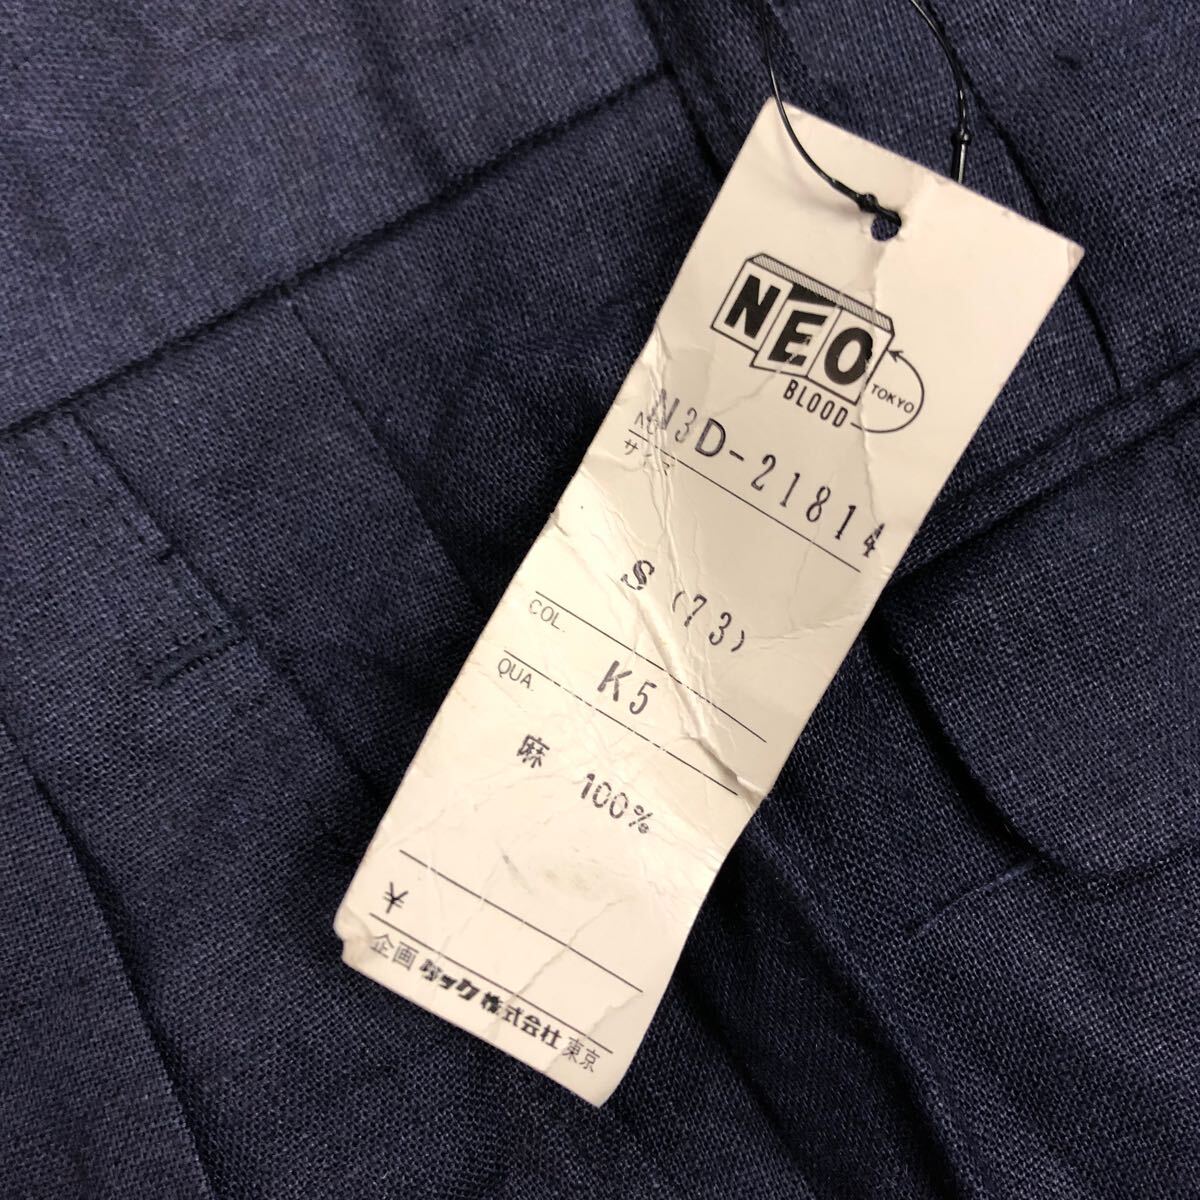 NEO
BLOOD
TOKYO
No. N3D-21814
サイズ
S (73)
COL.
K5
QUA.
麻 100%
¥
企画 株式会社 東京